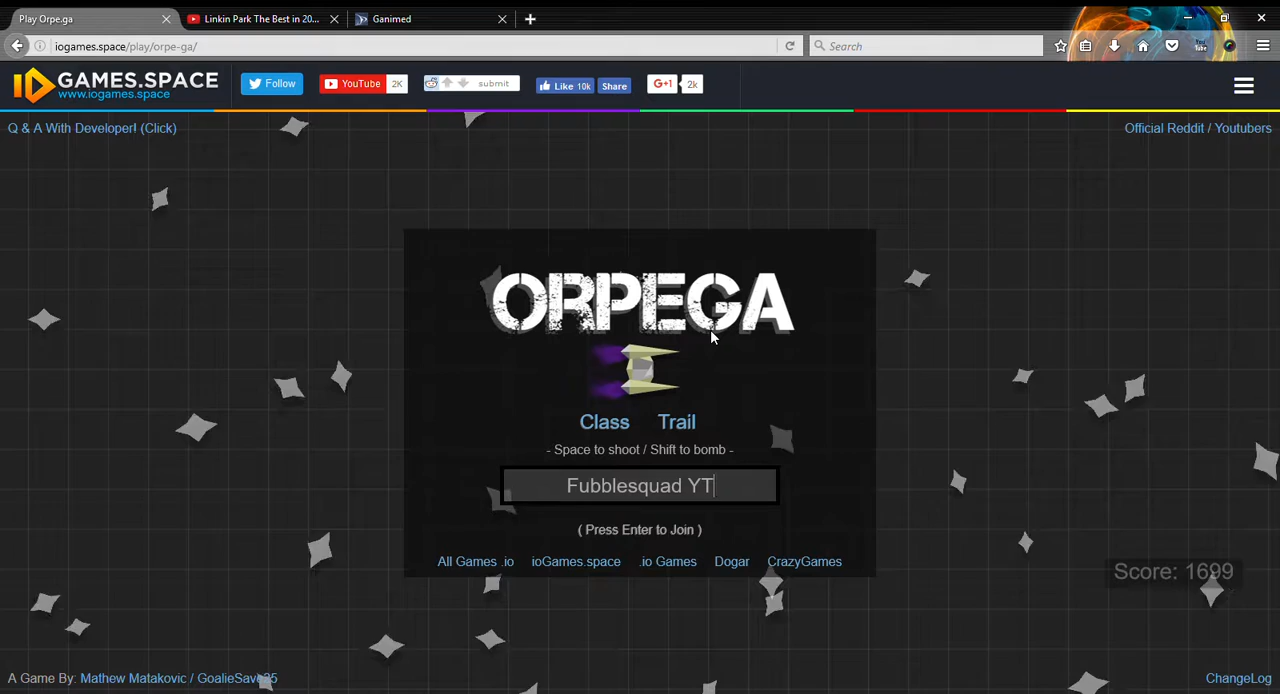 Play Orpe.ga
Linkin Park The Best in 20...
Ganimed
iogames.space/play/orpe-ga/
Search
You Tube
GAMES.SPACE
www.iogames.space
Follow
YouTube 2K
submit
Like 10k
Share
G+1 2k
Q & A With Developer! (Click)
Official Reddit / Youtubers
ORPEGA
Class Trail
- Space to shoot / Shift to bomb -
Fubblesquad YT
( Press Enter to Join )
All Games .io ioGames.space .io Games Dogar CrazyGames
Score: 1699
A Game By: Mathew Matakovic / GoalieSave25
ChangeLog